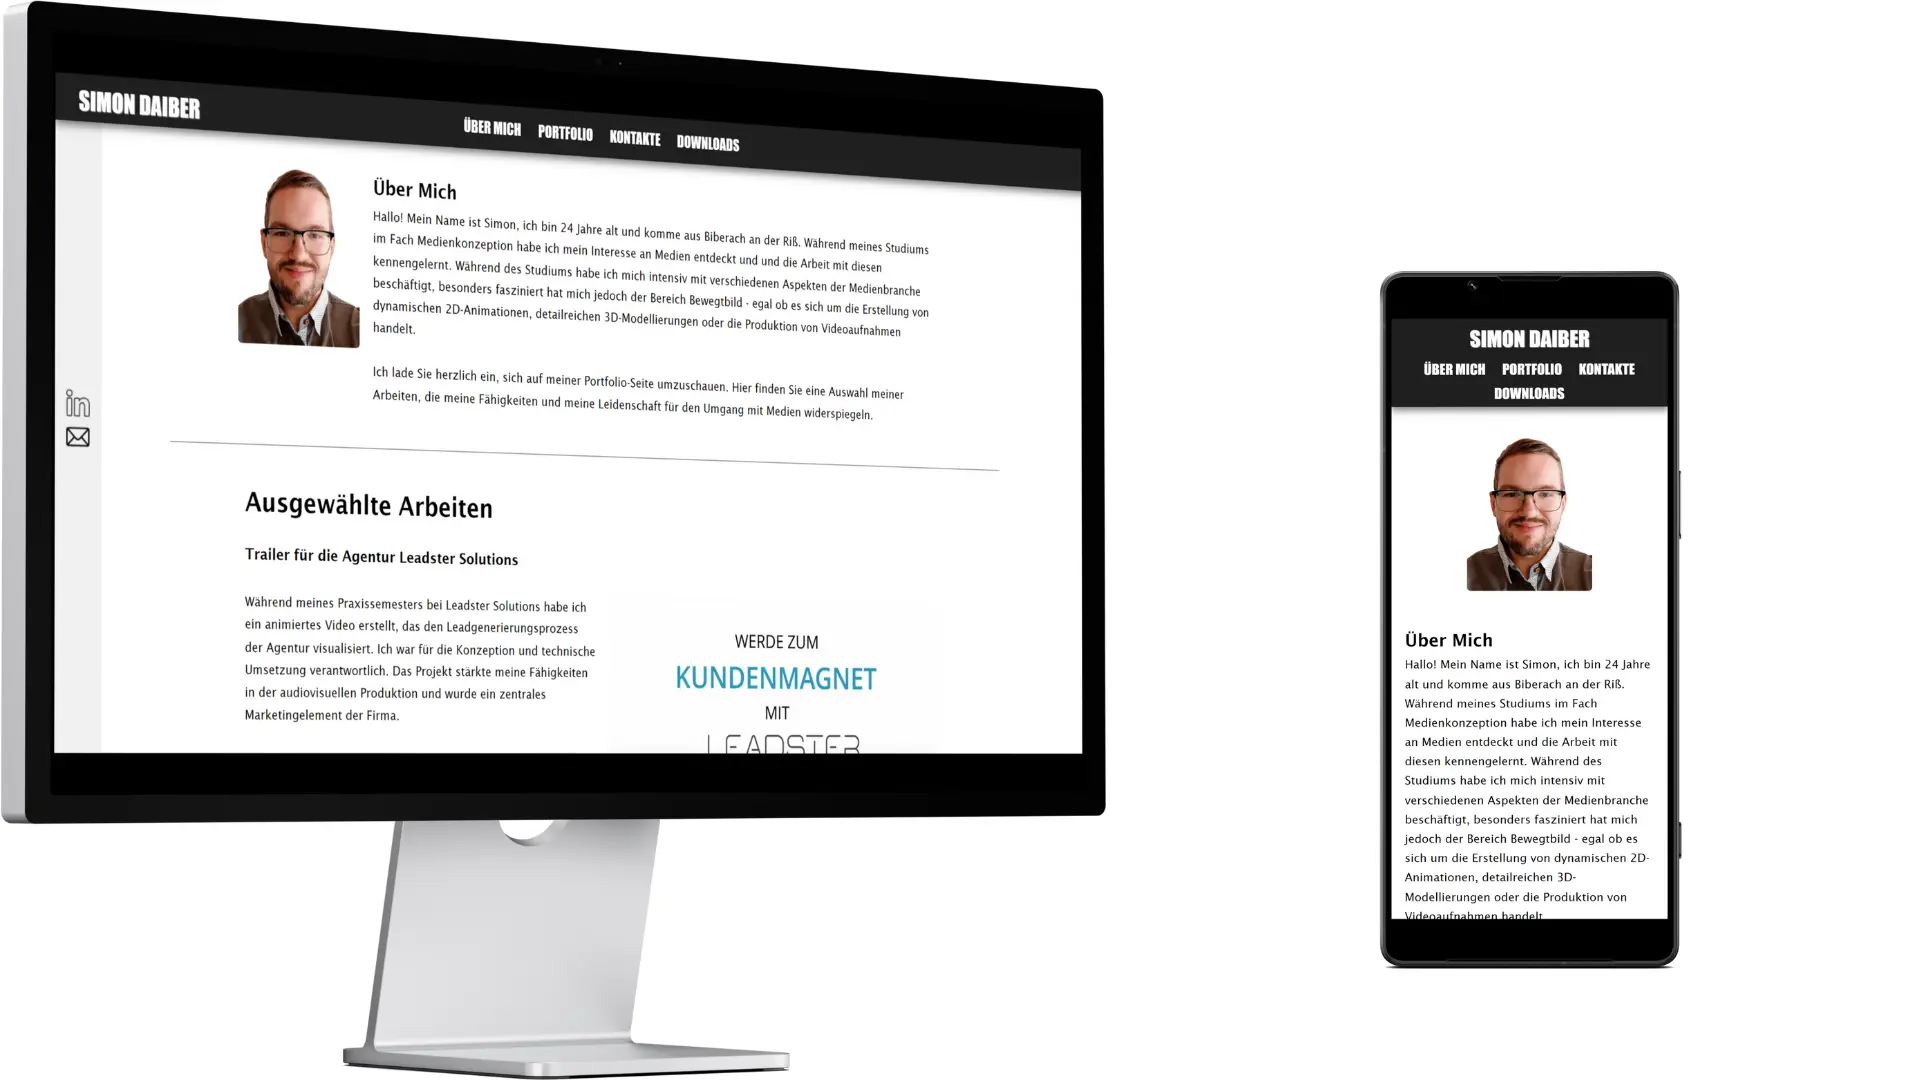 SIMON DAIBER
ÜBER MICH PORTFOLIO KONTAKTE DOWNLOADS
Über Mich
Hallo! Mein Name ist Simon, ich bin 24 Jahre alt und komme aus Biberach an der Riß. Während meines Studiums
im Fach Medienkonzeption habe ich mein Interesse an Medien entdeckt und und die Arbeit mit diesen
kennengelernt. Während des Studiums habe ich mich intensiv mit verschiedenen Aspekten der Medienbranche
beschäftigt, besonders fasziniert hat mich jedoch der Bereich Bewegtbild - egal ob es sich um die Erstellung von
dynamischen 2D-Animationen, detailreichen 3D-Modellierungen oder die Produktion von Videoaufnahmen
handelt.
Ich lade Sie herzlich ein, sich auf meiner Portfolio-Seite umzuschauen. Hier finden Sie eine Auswahl meiner
Arbeiten, die meine Fähigkeiten und meine Leidenschaft für den Umgang mit Medien widerspiegeln.
in
Ausgewählte Arbeiten
Trailer für die Agentur Leadster Solutions
Während meines Praxissemesters bei Leadster Solutions habe ich
ein animiertes Video erstellt, das den Leadgenerierungsprozess
der Agentur visualisiert. Ich war für die Konzeption und technische
Umsetzung verantwortlich. Das Projekt stärkte meine Fähigkeiten
in der audiovisuellen Produktion und wurde ein zentrales
Marketingelement der Firma.
WERDE ZUM
KUNDENMAGNET
MIT
LEADSTER
SIMON DAIBER
ÜBER MICH PORTFOLIO KONTAKTE
DOWNLOADS
Über Mich
Hallo! Mein Name ist Simon, ich bin 24 Jahre
alt und komme aus Biberach an der Riß.
Während meines Studiums im Fach
Medienkonzeption habe ich mein Interesse
an Medien entdeckt und die Arbeit mit
diesen kennengelernt. Während des
Studiums habe ich mich intensiv mit
verschiedenen Aspekten der Medienbranche
beschäftigt, besonders fasziniert hat mich
jedoch der Bereich Bewegtbild - egal ob es
sich um die Erstellung von dynamischen 2D-
Animationen, detailreichen 3D-
Modellierungen oder die Produktion von
Videoaufnahmen handelt.